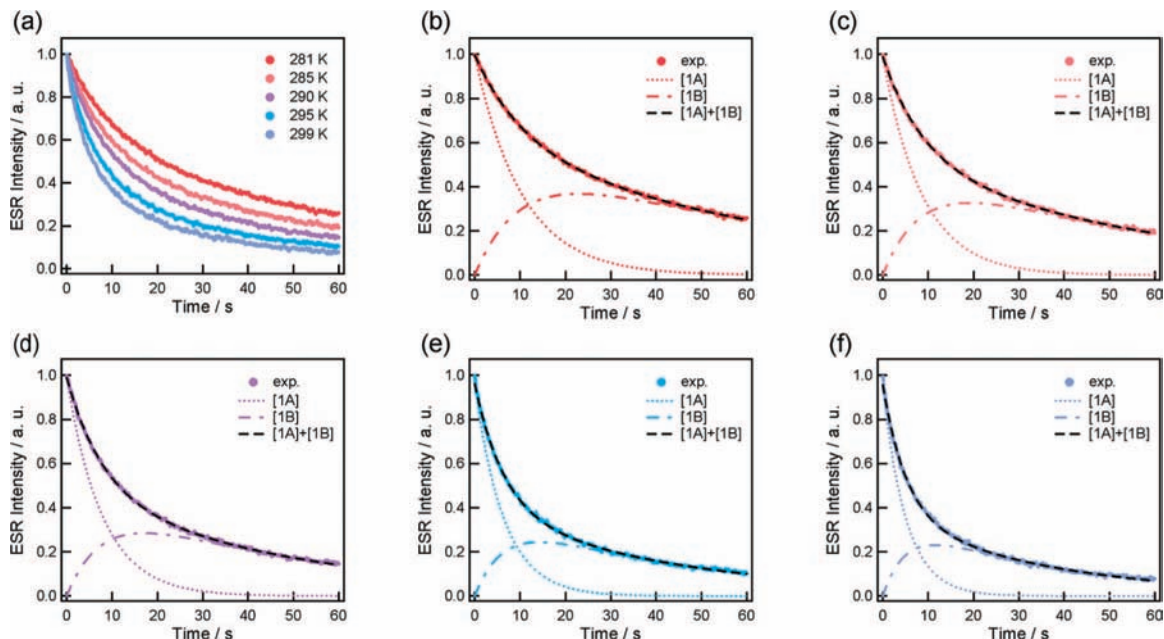 (a)
ESR Intensity / a. u.
1.0
0.8
0.6
0.4
0.2
0.0
281 K
285 K
290 K
295 K
299 K
0 10 20 30 40 50 60
Time / s
(b)
ESR Intensity / a. u.
1.0
0.8
0.6
0.4
0.2
0.0
exp.
[1A]
[1B]
[1A]+[1B]
0 10 20 30 40 50 60
Time / s
(c)
ESR Intensity / a. u.
1.0
0.8
0.6
0.4
0.2
0.0
exp.
[1A]
[1B]
[1A]+[1B]
0 10 20 30 40 50 60
Time / s
(d)
ESR Intensity / a. u.
1.0
0.8
0.6
0.4
0.2
0.0
exp.
[1A]
[1B]
[1A]+[1B]
0 10 20 30 40 50 60
Time / s
(e)
ESR Intensity / a. u.
1.0
0.8
0.6
0.4
0.2
0.0
exp.
[1A]
[1B]
[1A]+[1B]
0 10 20 30 40 50 60
Time / s
(f)
ESR Intensity / a. u.
1.0
0.8
0.6
0.4
0.2
0.0
exp.
[1A]
[1B]
[1A]+[1B]
0 10 20 30 40 50 60
Time / s